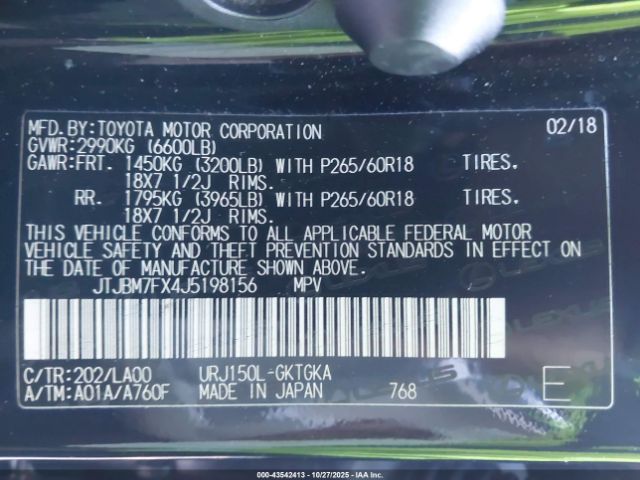 MFD.BY:TOYOTA MOTOR CORPORATION 02/18
GVWR:2990KG (6600LB)
GAWR:FRT. 1450KG (3200LB) WITH P265/60R18 TIRES.
18X7 1/2J RIMS.
RR. 1795KG (3965LB) WITH P265/60R18 TIRES.
18X7 1/2J RIMS.
THIS VEHICLE CONFORMS TO ALL APPLICABLE FEDERAL MOTOR
VEHICLE SAFETY AND THEFT PREVENTION STANDARDS IN EFFECT ON
THE DATE OF MANUFACTURE SHOWN ABOVE.
JTJBM7FX4J5198156 MPV
C/TR:202/LA00 URJ150L-GKTGKA
A/TM:A01A/A760F MADE IN JAPAN 768 E
LEXUS
000-43542413 | 10/27/2025 - IAA Inc.